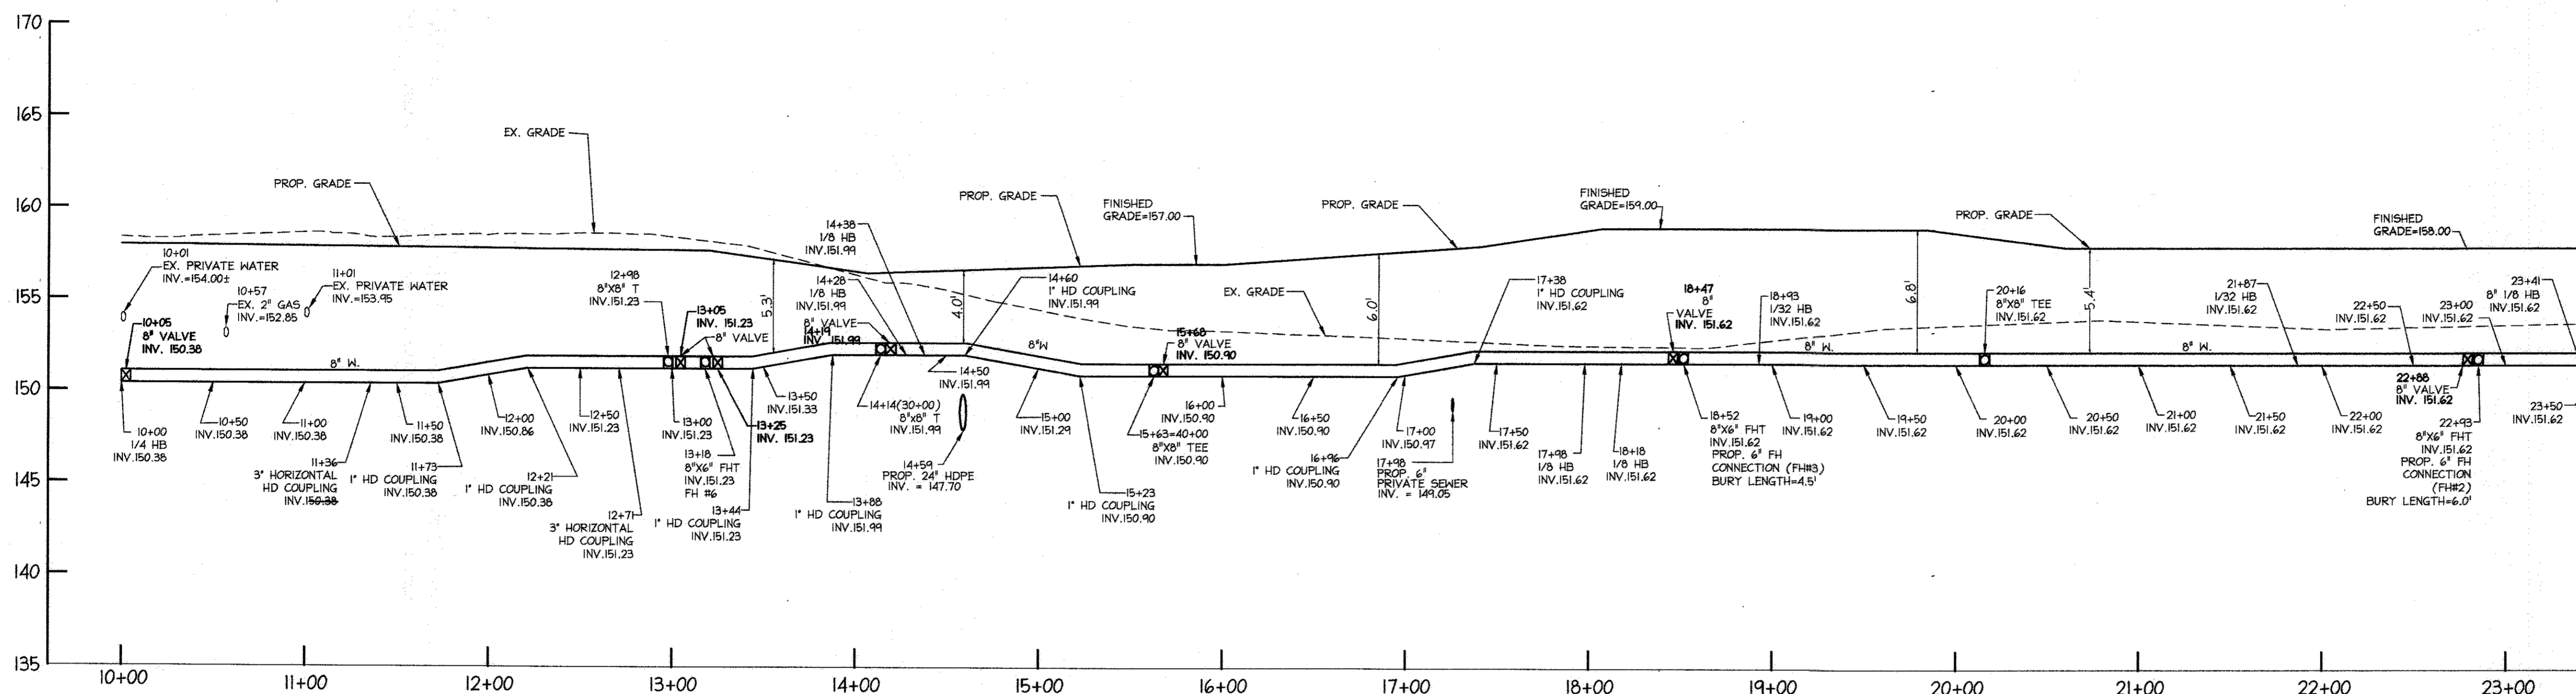 170
165
160
155
150
145
140
135
EX. GRADE
PROP. GRADE
10+01
EX. PRIVATE WATER
INV.=154.00±
10+57
EX. 2" GAS
INV.=152.85
11+01
EX. PRIVATE WATER
INV.=153.95
10+05
8" VALVE
INV. 150.38
8" W.
10+00
1/4 HB
INV.150.38
10+50
INV.150.38
11+00
INV.150.38
11+36
3° HORIZONTAL
HD COUPLING
INV.150.38
11+50
INV.150.38
11+73
1° HD COUPLING
INV.150.38
12+00
INV.150.86
12+21
1° HD COUPLING
INV.150.38
12+50
INV.151.23
12+71
3° HORIZONTAL
HD COUPLING
INV.151.23
12+98
8"X8" T
INV.151.23
13+05
INV. 151.23
8" VALVE
13+00
INV.151.23
13+18
8"X6" FHT
INV.151.23
FH #6
13+25
INV. 151.23
13+44
1° HD COUPLING
INV.151.23
13+50
INV.151.33
5.3'
14+38
1/8 HB
INV.151.99
14+28
1/8 HB
INV.151.99
8" VALVE
14+19
INV.151.99
13+88
1° HD COUPLING
INV.151.99
14+14(30+00)
8"x8" T
INV.151.99
14+50
INV.151.99
14+59
PROP. 24" HDPE
INV. = 147.70
4.0'
14+60
1° HD COUPLING
INV.151.99
PROP. GRADE
8"W
15+00
INV.151.29
15+23
1° HD COUPLING
INV.150.90
FINISHED
GRADE=157.00
15+68
8" VALVE
INV. 150.90
15+63=40+00
8"X8" TEE
INV.150.90
16+00
INV.150.90
EX. GRADE
16+50
INV.150.90
16+96
1° HD COUPLING
INV.150.90
6.0'
PROP. GRADE
17+00
INV.150.97
17+98
PROP. 6"
PRIVATE SEWER
INV. = 149.05
17+38
1° HD COUPLING
INV.151.62
17+50
INV.151.62
17+98
1/8 HB
INV.151.62
18+18
1/8 HB
INV.151.62
FINISHED
GRADE=159.00
18+47
8"
VALVE
INV. 151.62
18+52
8"X6" FHT
INV.151.62
PROP. 6" FH
CONNECTION (FH#3)
BURY LENGTH=4.5'
18+93
1/32 HB
INV.151.62
8" W.
19+00
INV.151.62
19+50
INV.151.62
6.8'
20+16
8"X8" TEE
INV.151.62
20+00
INV.151.62
PROP. GRADE
5.4'
20+50
INV.151.62
21+00
INV.151.62
8" W.
21+50
INV.151.62
21+87
1/32 HB
INV.151.62
22+00
INV.151.62
22+50
INV.151.62
FINISHED
GRADE=158.00
22+88
8" VALVE
INV. 151.62
22+93
8"X6" FHT
INV.151.62
PROP. 6" FH
CONNECTION
(FH#2)
BURY LENGTH=6.0'
23+00
INV.151.62
23+41
8" 1/8 HB
INV.151.62
23+50
INV.151.62
10+00
11+00
12+00
13+00
14+00
15+00
16+00
17+00
18+00
19+00
20+00
21+00
22+00
23+00